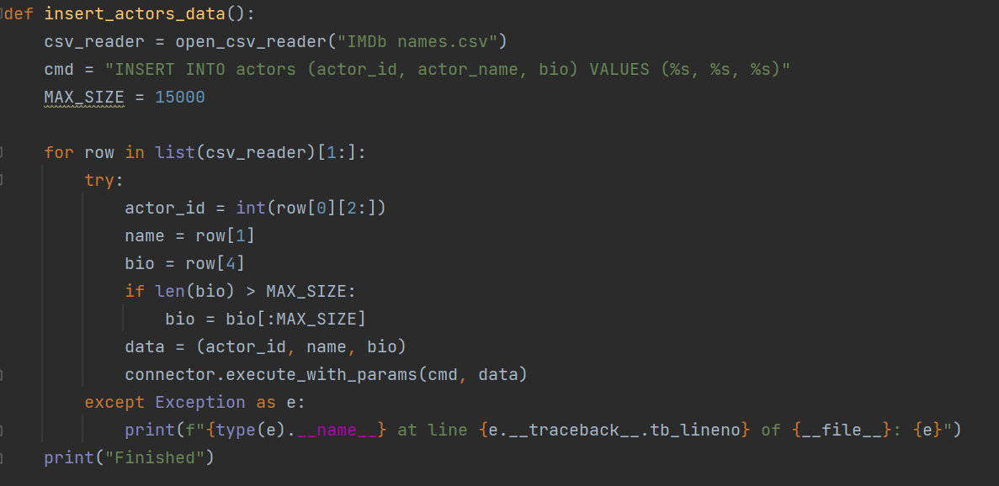 def insert_actors_data():
    csv_reader = open_csv_reader("IMDb names.csv")
    cmd = "INSERT INTO actors (actor_id, actor_name, bio) VALUES (%s, %s, %s)"
    MAX_SIZE = 15000

    for row in list(csv_reader)[1:]:
        try:
            actor_id = int(row[0][2:])
            name = row[1]
            bio = row[4]
            if len(bio) > MAX_SIZE:
                bio = bio[:MAX_SIZE]
            data = (actor_id, name, bio)
            connector.execute_with_params(cmd, data)
        except Exception as e:
            print(f"{type(e).__name__} at line {e.__traceback__.tb_lineno} of {__file__}: {e}")
    print("Finished")